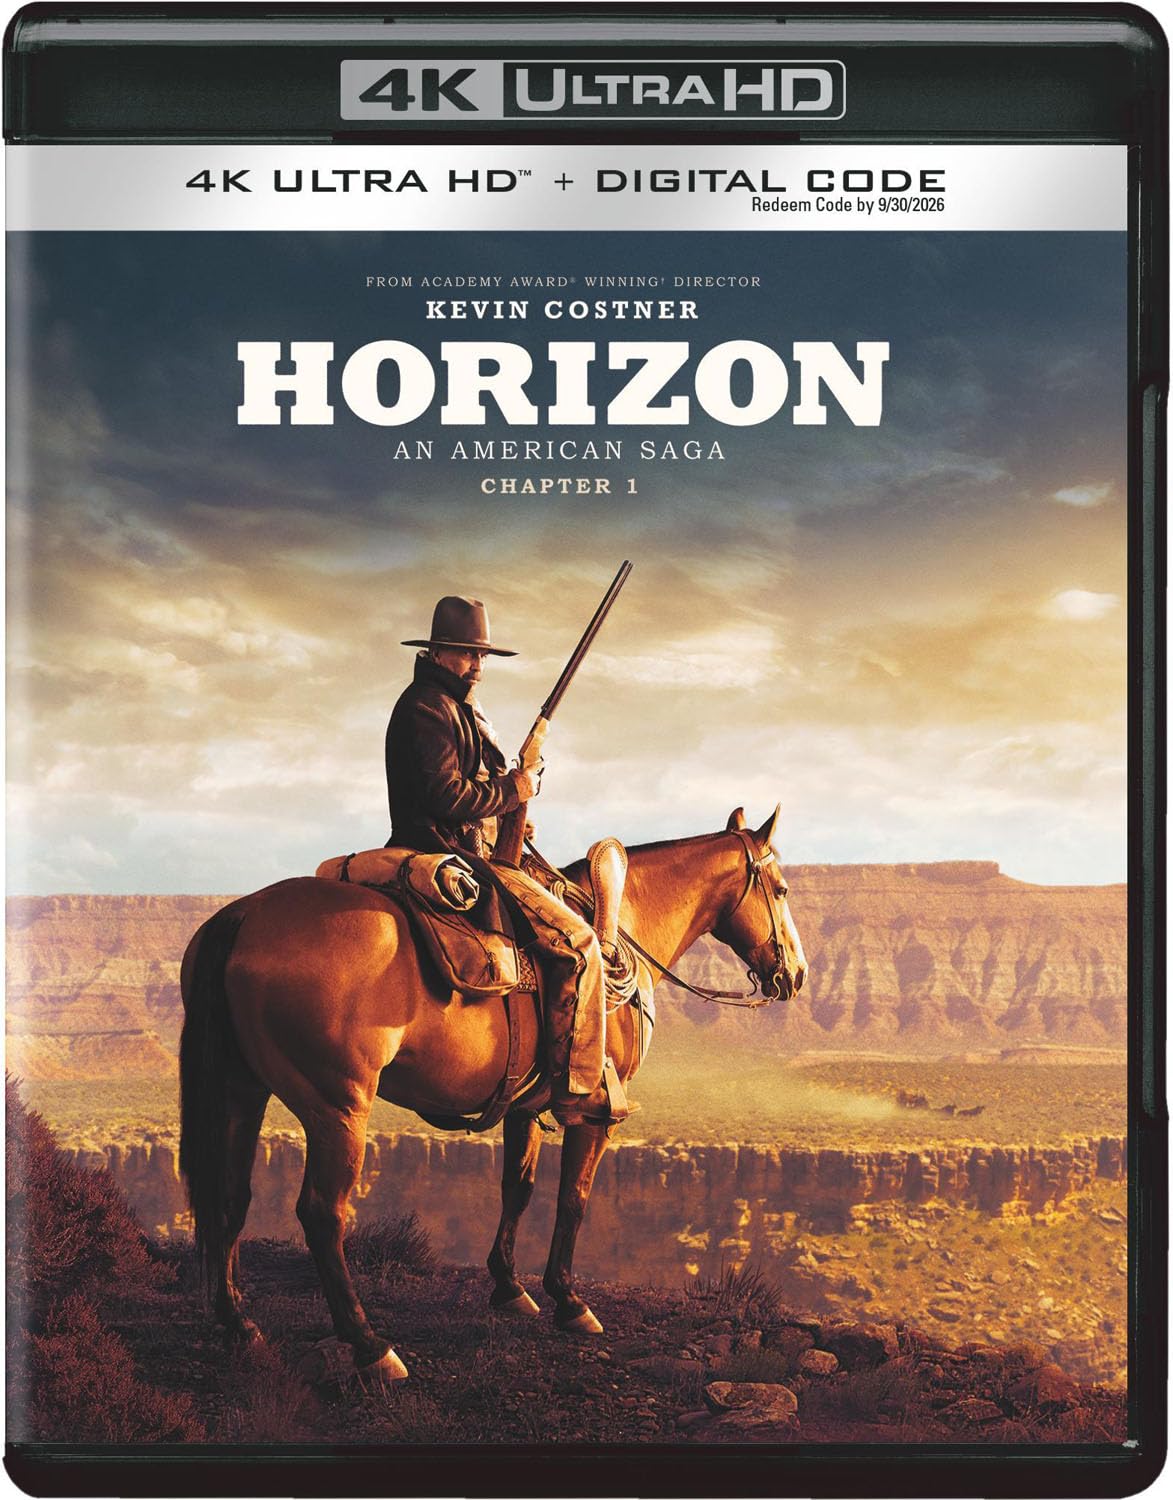 4K ULTRA HD
4K ULTRA HD™ + DIGITAL CODE
Redeem Code by 9/30/2026
FROM ACADEMY AWARD® WINNING† DIRECTOR
KEVIN COSTNER
HORIZON
AN AMERICAN SAGA
CHAPTER 1